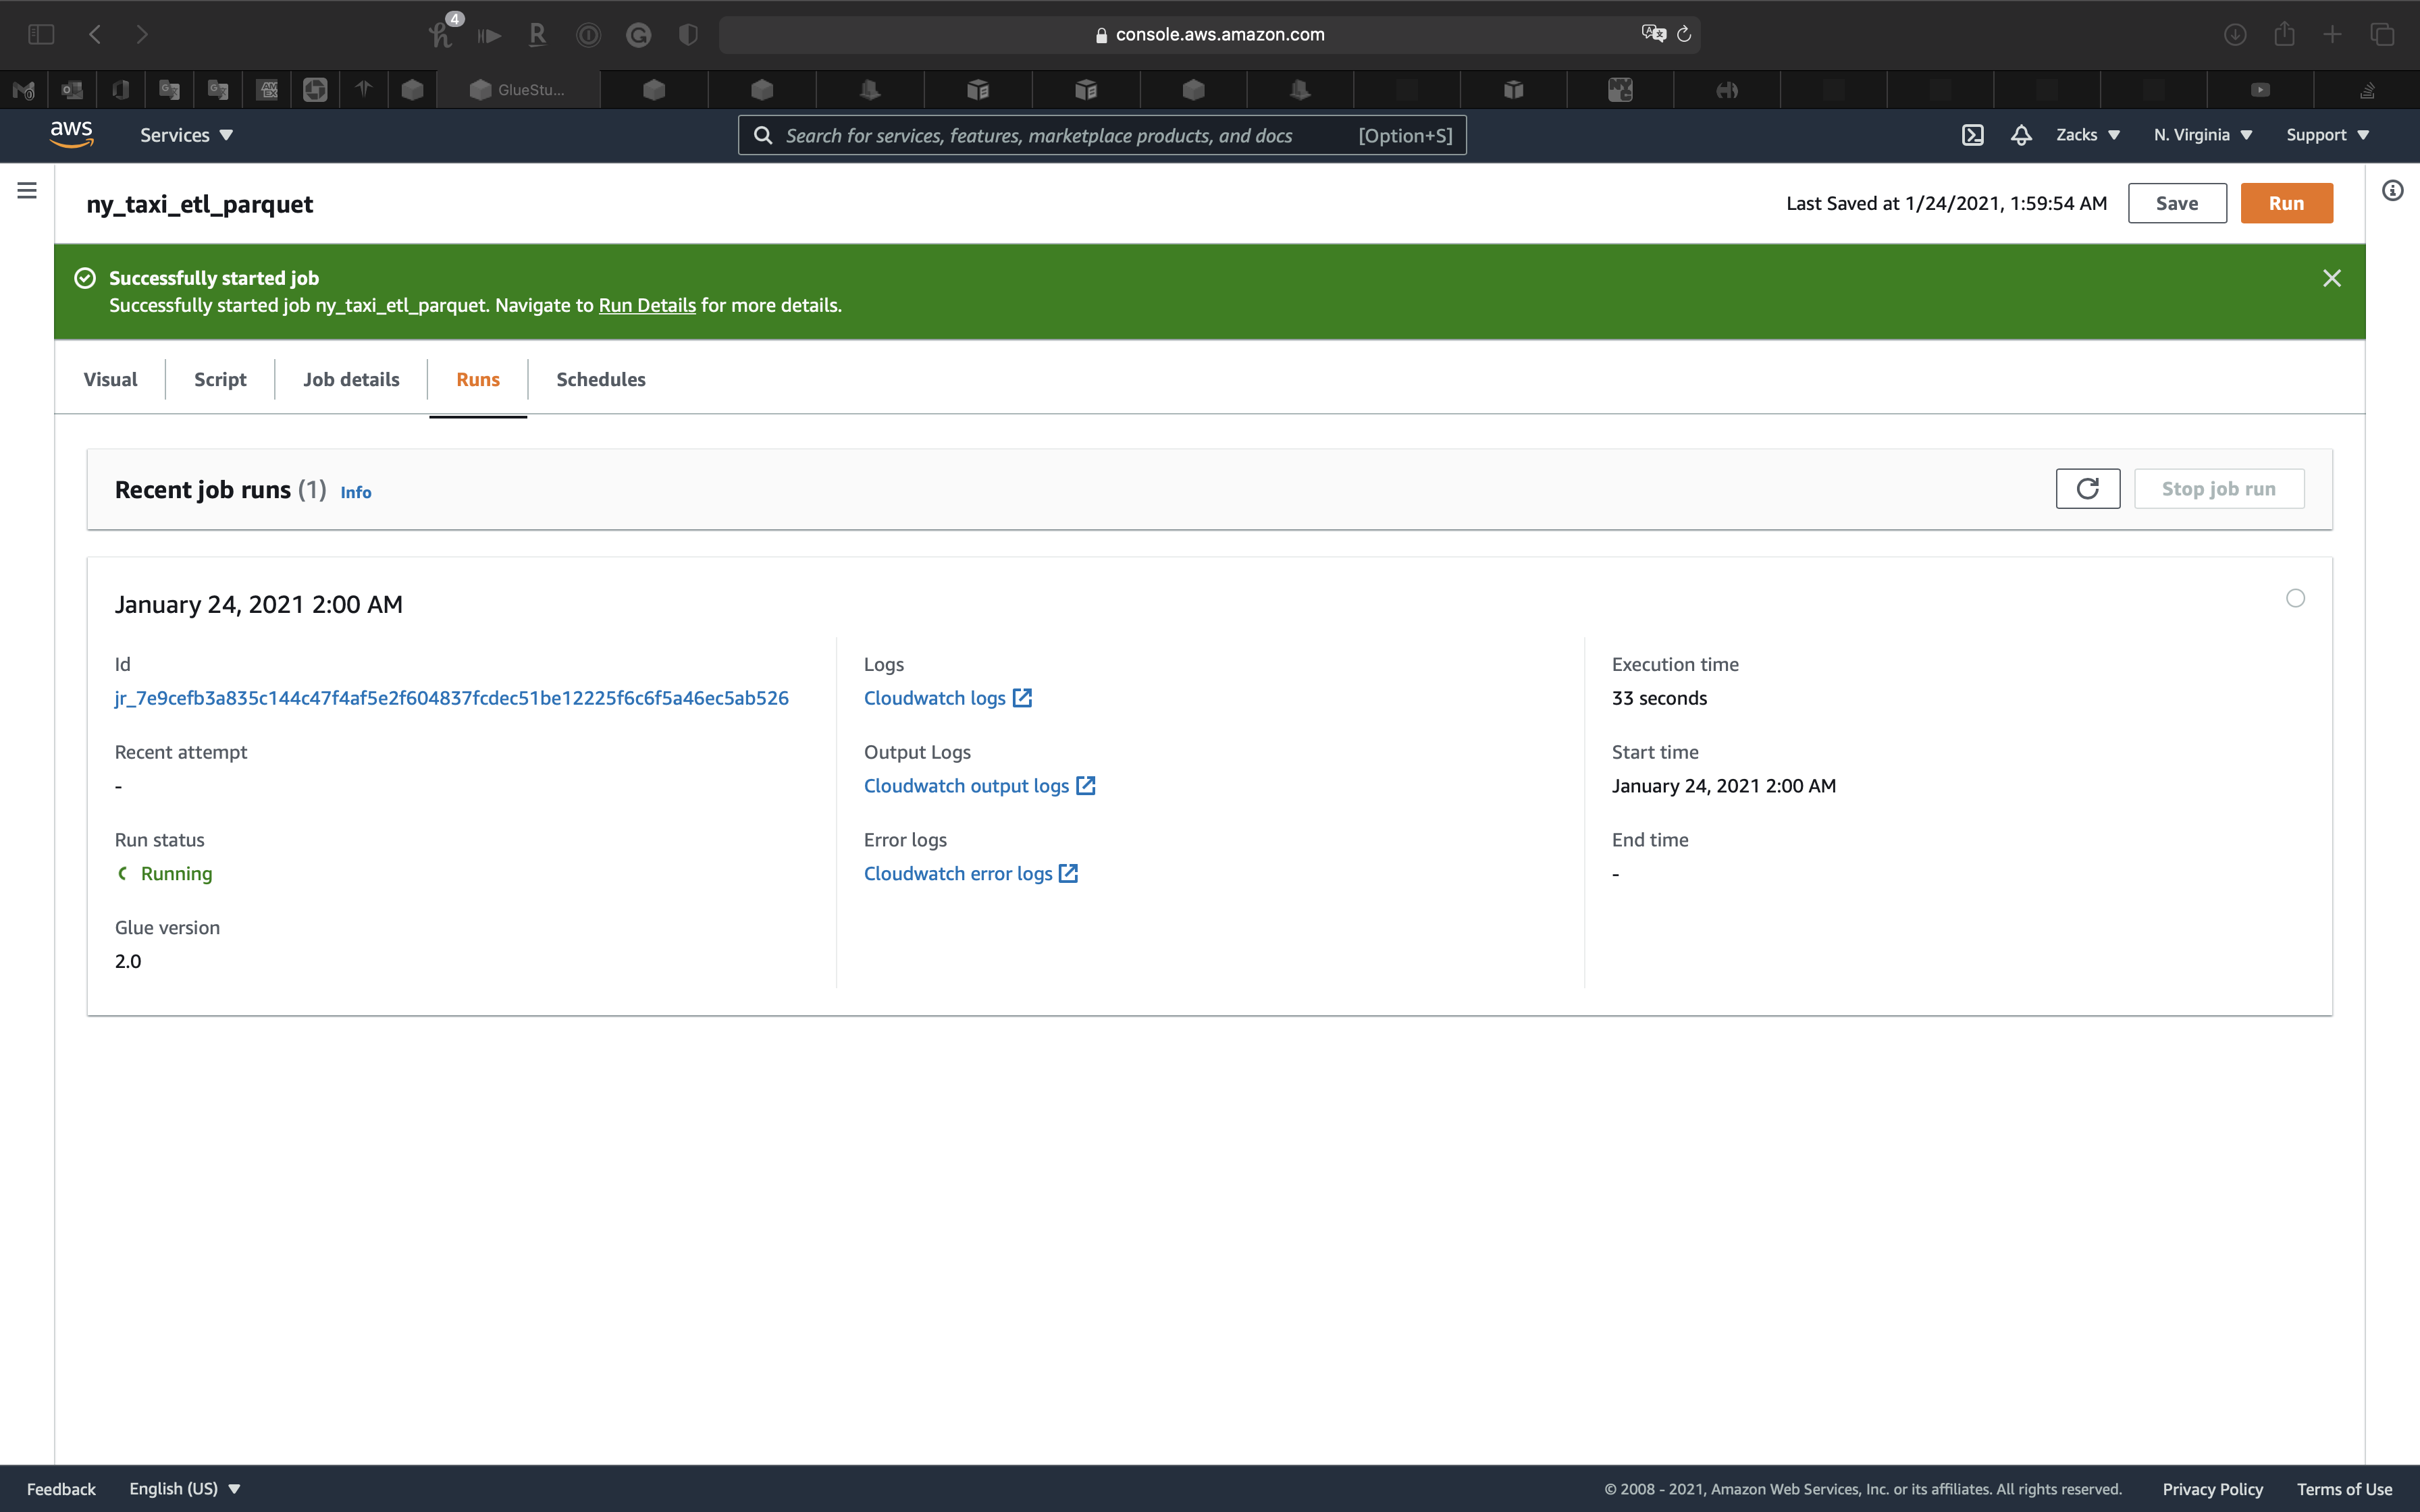 4
console.aws.amazon.com
GlueStu...
aws
Services
Search for services, features, marketplace products, and docs [Option+S]
Zacks
N. Virginia
Support
ny_taxi_etl_parquet
Last Saved at 1/24/2021, 1:59:54 AM
Save
Run
Successfully started job
Successfully started job ny_taxi_etl_parquet. Navigate to Run Details for more details.
Visual
Script
Job details
Runs
Schedules
Recent job runs (1) Info
Stop job run
January 24, 2021 2:00 AM
Id
jr_7e9cefb3a835c144c47f4af5e2f604837fcdec51be12225f6c6f5a46ec5ab526
Recent attempt
-
Run status
Running
Glue version
2.0
Logs
Cloudwatch logs
Output Logs
Cloudwatch output logs
Error logs
Cloudwatch error logs
Execution time
33 seconds
Start time
January 24, 2021 2:00 AM
End time
-
Feedback
English (US)
© 2008 - 2021, Amazon Web Services, Inc. or its affiliates. All rights reserved.
Privacy Policy
Terms of Use